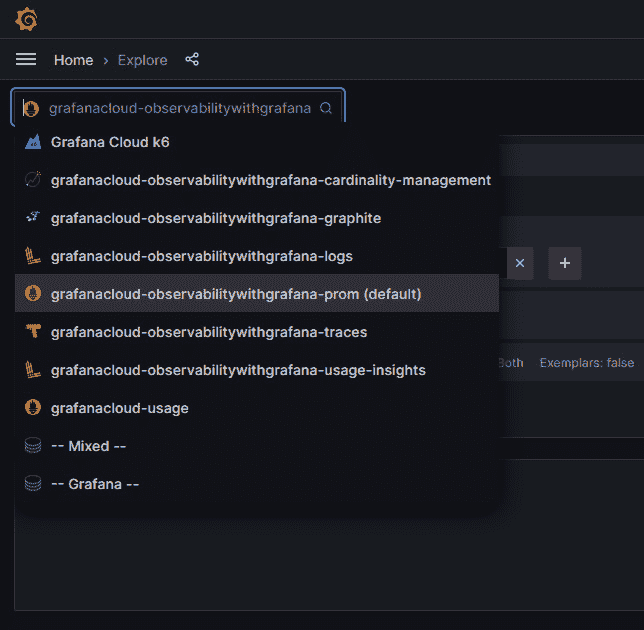 Home › Explore
grafanacloud-observabilitywithgrafana
Grafana Cloud k6
grafanacloud-observabilitywithgrafana-cardinality-management
grafanacloud-observabilitywithgrafana-graphite
grafanacloud-observabilitywithgrafana-logs
grafanacloud-observabilitywithgrafana-prom (default)
grafanacloud-observabilitywithgrafana-traces
Both Exemplars: false
grafanacloud-observabilitywithgrafana-usage-insights
grafanacloud-usage
-- Mixed --
-- Grafana --